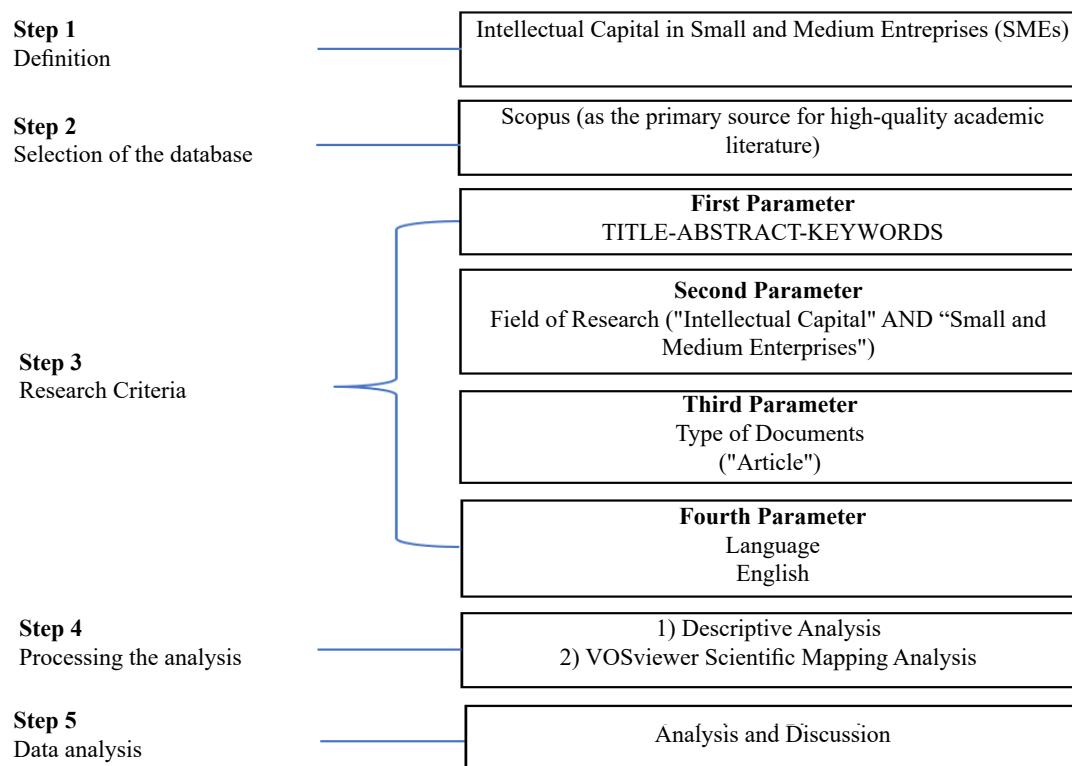 Step 1
Definition
Intellectual Capital in Small and Medium Entreprises (SMEs)
Step 2
Selection of the database
Scopus (as the primary source for high-quality academic
literature)
Step 3
Research Criteria
First Parameter
TITLE-ABSTRACT-KEYWORDS
Second Parameter
Field of Research ("Intellectual Capital" AND “Small and
Medium Enterprises")
Third Parameter
Type of Documents
("Article")
Fourth Parameter
Language
English
Step 4
Processing the analysis
1) Descriptive Analysis
2) VOSviewer Scientific Mapping Analysis
Step 5
Data analysis
Analysis and Discussion